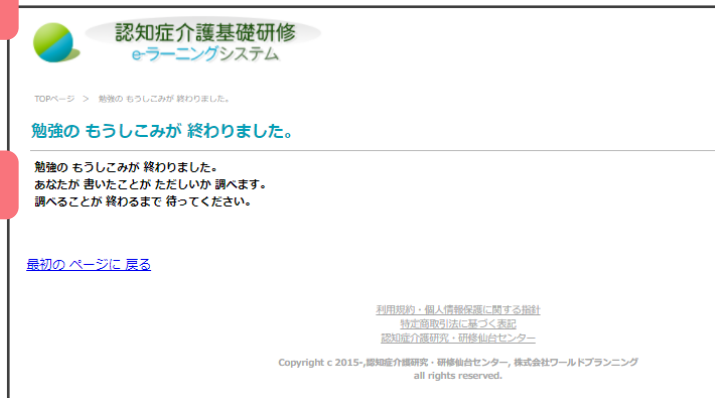 認知症介護基礎研修
e-ラーニングシステム
TOPページ ＞ 勉強の もうしこみが 終わりました。
勉強の もうしこみが 終わりました。
勉強の もうしこみが 終わりました。
あなたが 書いたことが ただしいか 調べます。
調べることが 終わるまで 待ってください。
最初の ページに 戻る
利用規約・個人情報保護に関する指針
特定商取引法に基づく表記
認知症介護研究・研修仙台センター
Copyright c 2015-,認知症介護研究・研修仙台センター, 株式会社ワールドプランニング
all rights reserved.